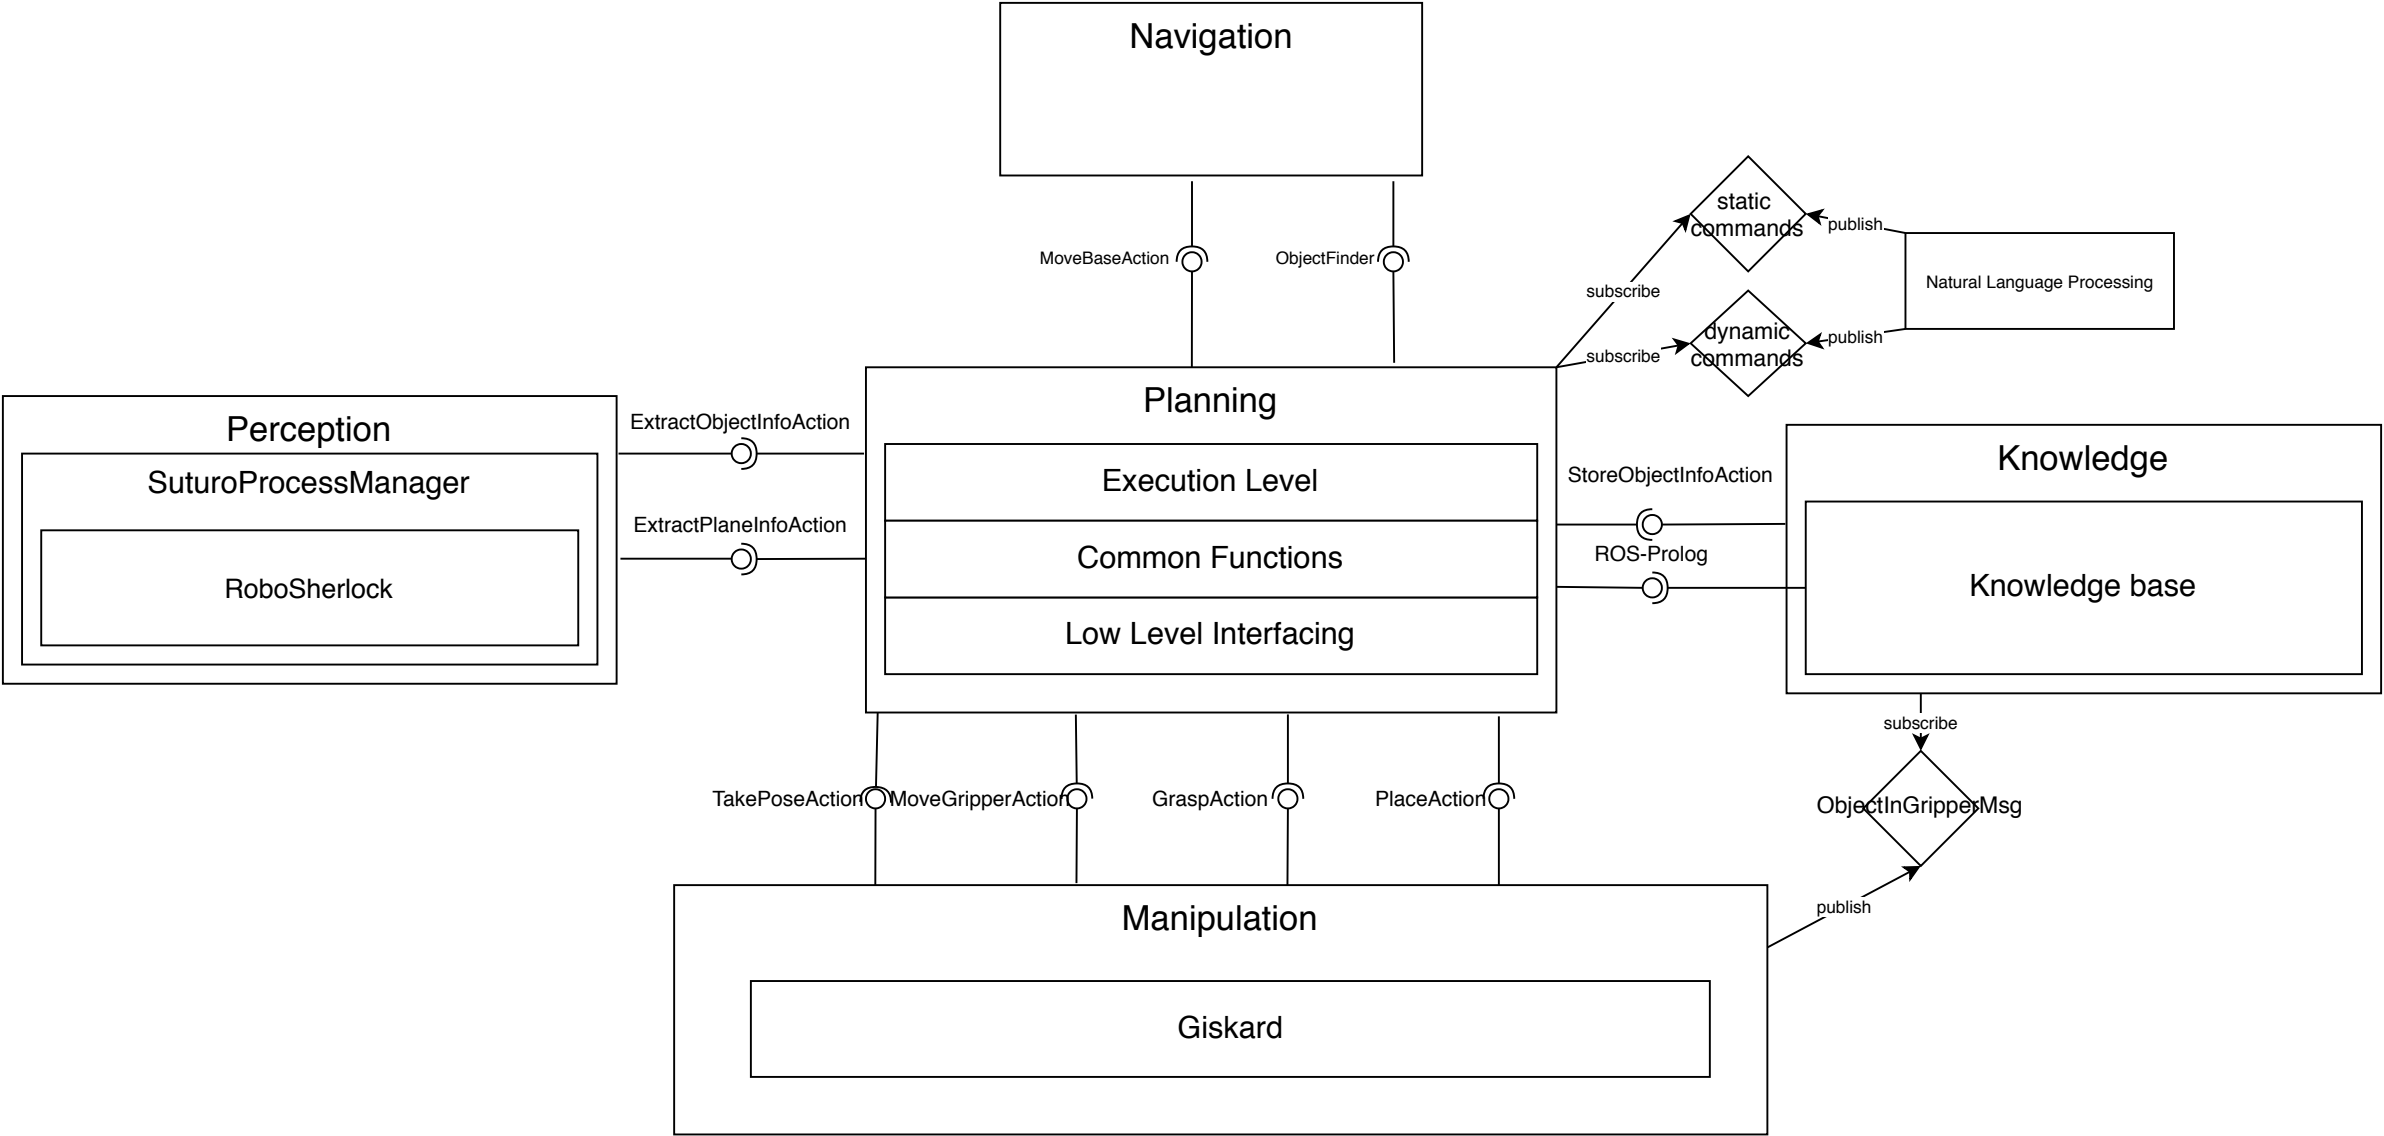 Navigation
MoveBaseAction
ObjectFinder
static
commands
publish
Natural Language Processing
subscribe
dynamic
commands
publish
subscribe
Perception
SuturoProcessManager
RoboSherlock
ExtractObjectInfoAction
ExtractPlaneInfoAction
Planning
Execution Level
Common Functions
Low Level Interfacing
StoreObjectInfoAction
ROS-Prolog
Knowledge
Knowledge base
subscribe
ObjectInGripperMsg
publish
TakePoseAction
MoveGripperAction
GraspAction
PlaceAction
Manipulation
Giskard